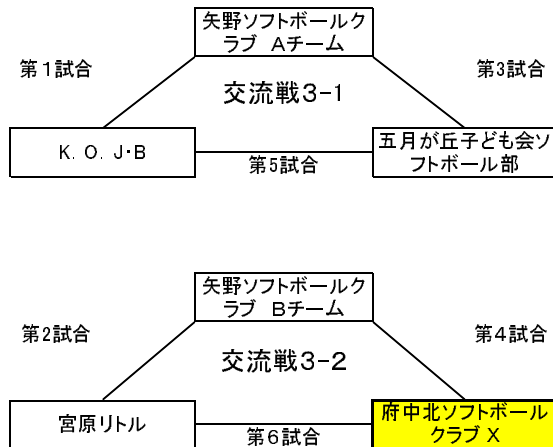 矢野ソフトボールク
ラブ Aチーム
第1試合
第3試合
交流戦3-1
K．O．J・B
第5試合
五月が丘子ども会ソ
フトボール部
矢野ソフトボールク
ラブ Bチーム
第2試合
第4試合
交流戦3-2
宮原リトル
第6試合
府中北ソフトボール
クラブX